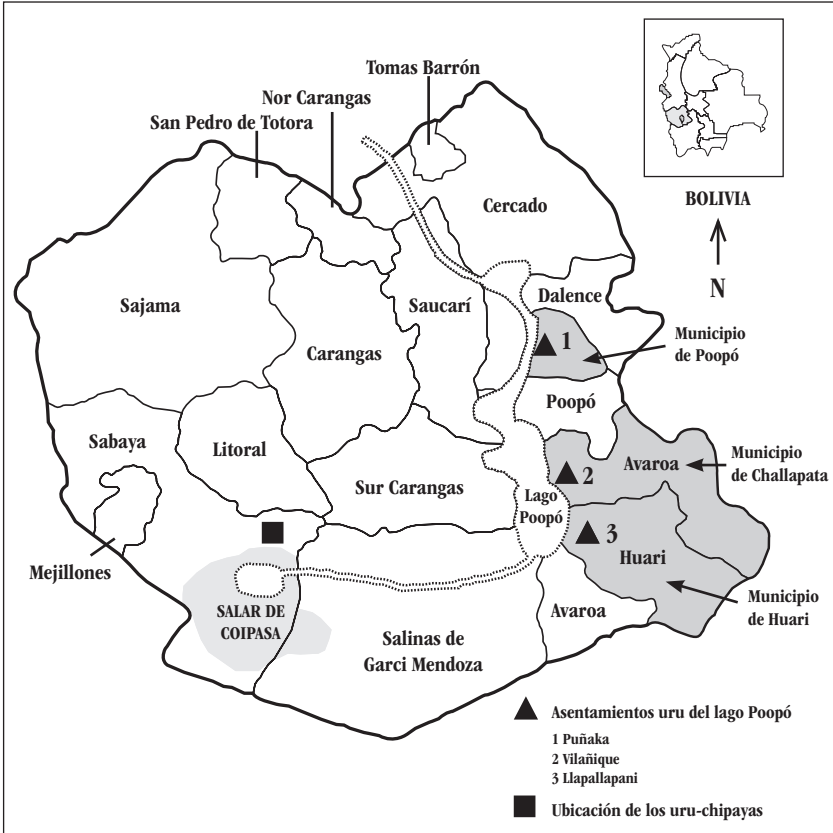 Tomas Barrón
Nor Carangas
San Pedro de Totora
BOLIVIA
N
Cercado
Dalence
Sajama
Saucarí
Carangas
1
Municipio
de Poopó
Poopó
Sabaya
Litoral
Avaroa
Municipio
de Challapata
2
Sur Carangas
Lago
Poopó
3
Huari
Mejillones
SALAR DE
COIPASA
Municipio
de Huari
Avaroa
Salinas de
Garci Mendoza
Asentamientos uru del lago Poopó
1 Puñaka
2 Vilañique
3 Llapallapani
Ubicación de los uru-chipayas